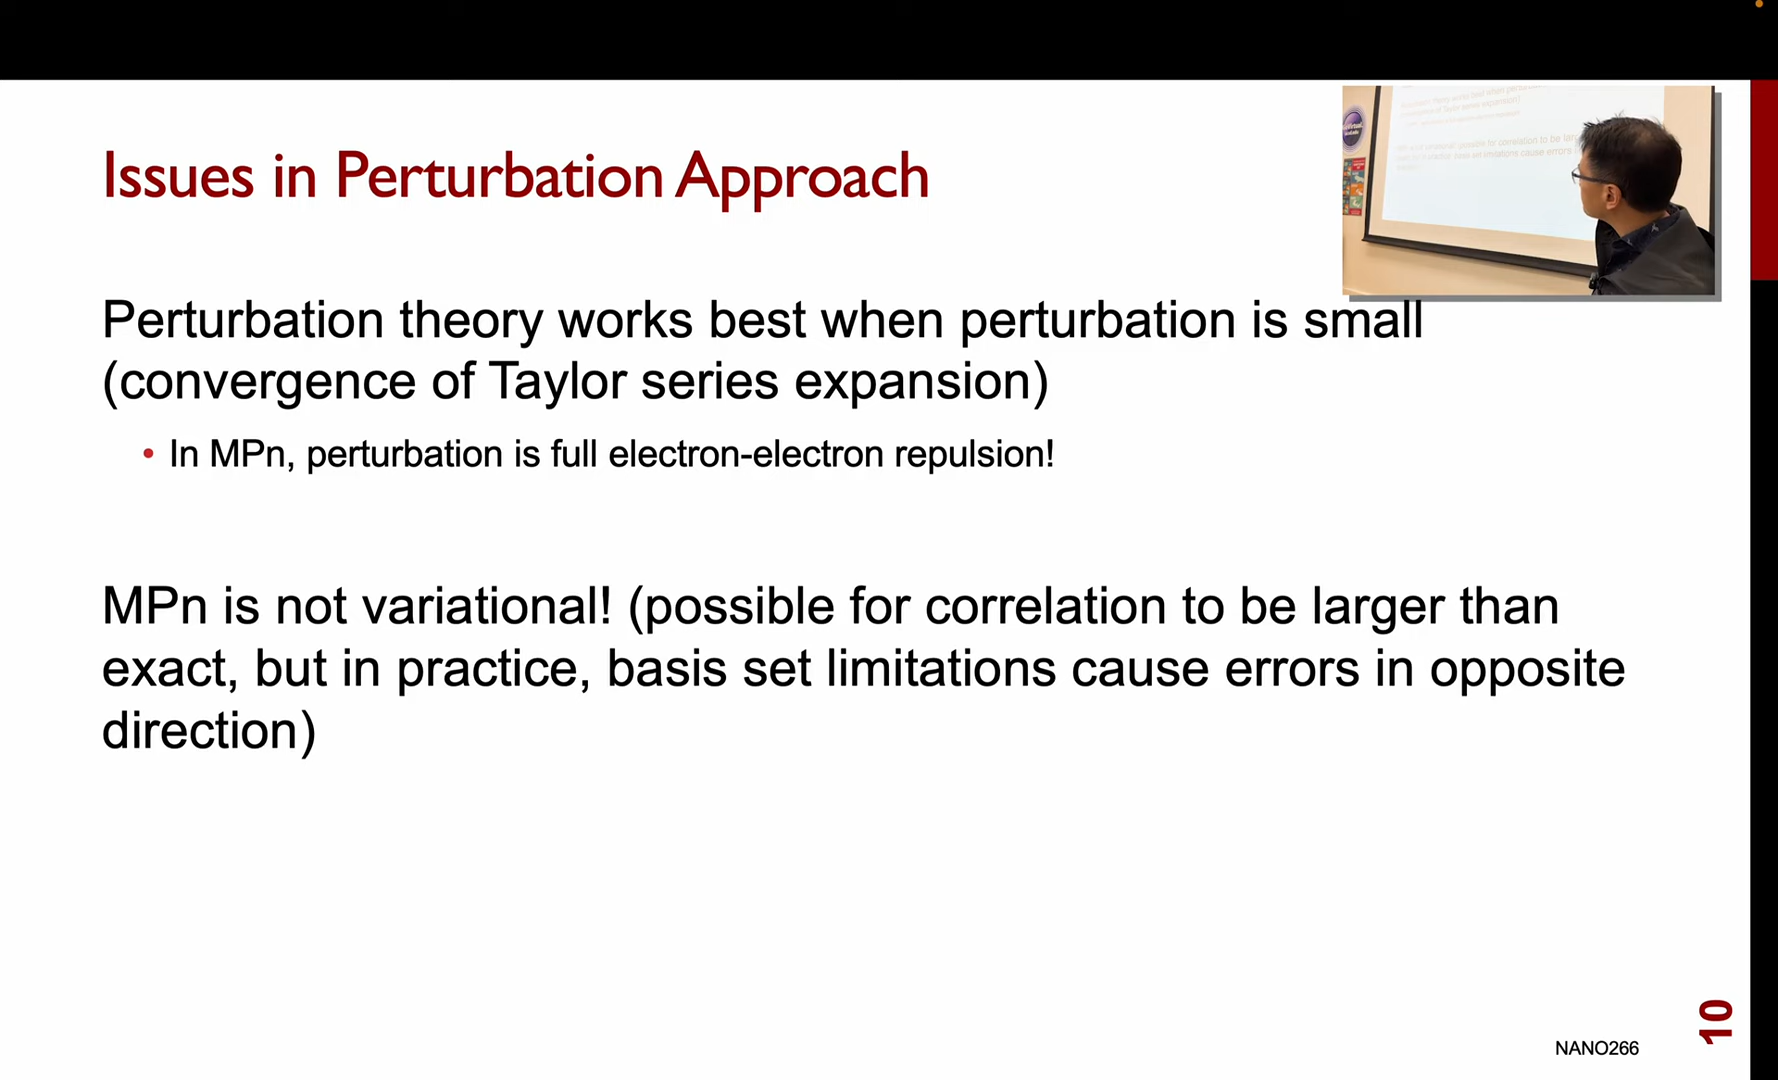 Issues in Perturbation Approach
Perturbation theory works best when perturbation is small
(convergence of Taylor series expansion)
• In MPn, perturbation is full electron-electron repulsion!
MPn is not variational! (possible for correlation to be larger than
exact, but in practice, basis set limitations cause errors in opposite
direction)
NANO266
10